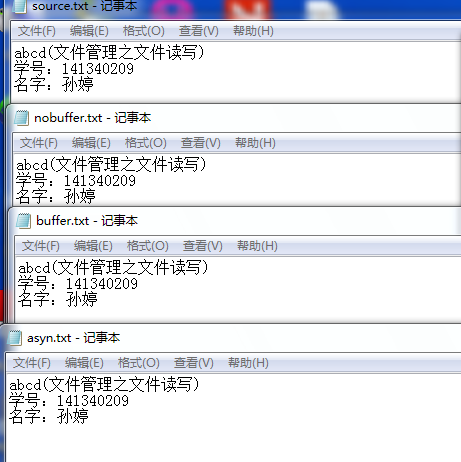 source.txt - 记事本
文件(F) 编辑(E) 格式(O) 查看(V) 帮助(H)
abcd(文件管理之文件读写)
学号：141340209
名字：孙婷
nobuffer.txt - 记事本
文件(F) 编辑(E) 格式(O) 查看(V) 帮助(H)
abcd(文件管理之文件读写)
学号：141340209
名字：孙婷
buffer.txt - 记事本
文件(F) 编辑(E) 格式(O) 查看(V) 帮助(H)
abcd(文件管理之文件读写)
学号：141340209
名字：孙婷
asyn.txt - 记事本
文件(F) 编辑(E) 格式(O) 查看(V) 帮助(H)
abcd(文件管理之文件读写)
学号：141340209
名字：孙婷